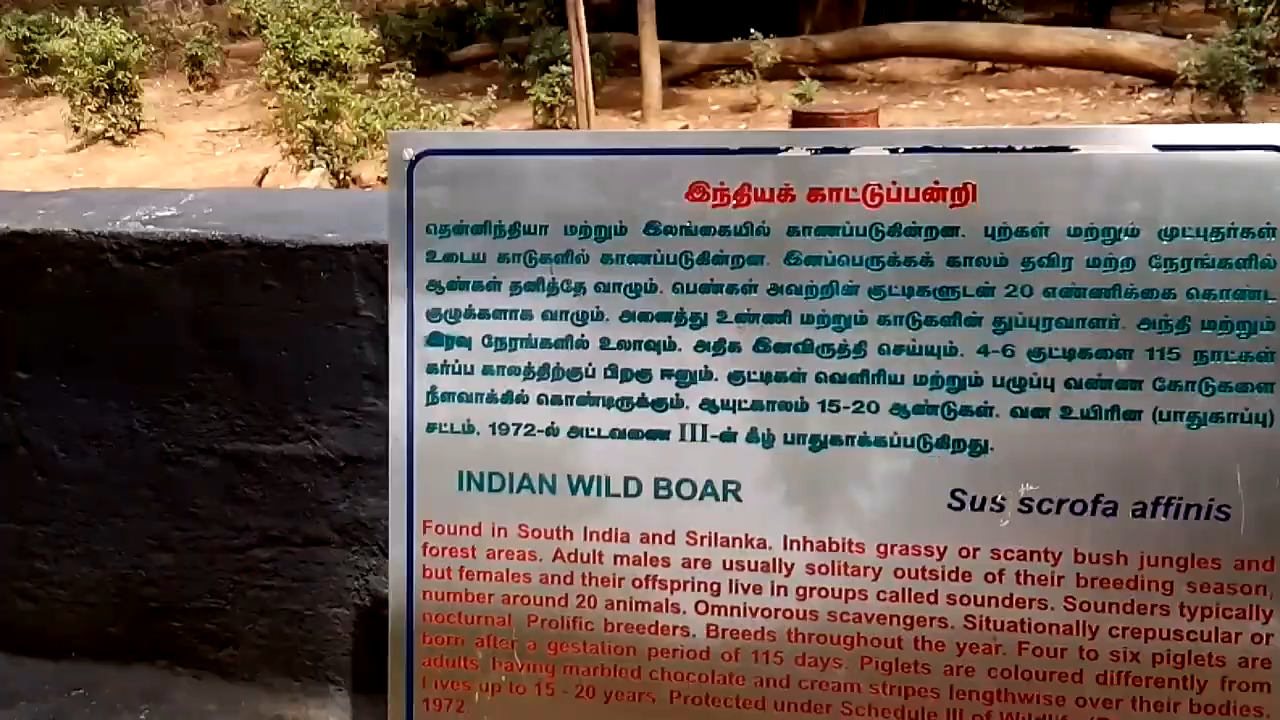 இந்தியக் காட்டுப்பன்றி
தென்னிந்தியா மற்றும் இலங்கையில் காணப்படுகின்றன. புற்கள் மற்றும் முட்புதர்கள்
உடைய காடுகளில் காணப்படுகின்றன. இனப்பெருக்கக் காலம் தவிர மற்ற நேரங்களில்
ஆண்கள் தனித்தே வாழும். பெண்கள் அவற்றின் குட்டிகளுடன் 20 எண்ணிக்கை கொண்ட
குழுக்களாக வாழும். அனைத்து உண்ணி மற்றும் காடுகளின் துப்புரவாளர். அந்தி மற்றும்
இரவு நேரங்களில் உலாவும். அதிக இனவிருத்தி செய்யும். 4-6 குட்டிகளை 115 நாட்கள்
கர்ப்ப காலத்திற்குப் பிறகு ஈனும். குட்டிகள் வெளிரிய மற்றும் பழுப்பு வண்ண கோடுகளை
நீளவாக்கில் கொண்டிருக்கும். ஆயுட்காலம் 15-20 ஆண்டுகள். வன உயிரின (பாதுகாப்பு)
சட்டம், 1972-ல் அட்டவணை III-ன் கீழ் பாதுகாக்கப்படுகிறது.
INDIAN WILD BOAR Sus scrofa affinis
Found in South India and Srilanka. Inhabits grassy or scanty bush jungles and
forest areas. Adult males are usually solitary outside of their breeding season,
but females and their offspring live in groups called sounders. Sounders typically
number around 20 animals. Omnivorous scavengers. Situationally crepuscular or
nocturnal. Prolific breeders. Breeds throughout the year. Four to six piglets are
born after a gestation period of 115 days. Piglets are coloured differently from
adults, having marbled chocolate and cream stripes lengthwise over their bodies.
Lives up to 15 - 20 years. Protected under Schedule III of
1972.